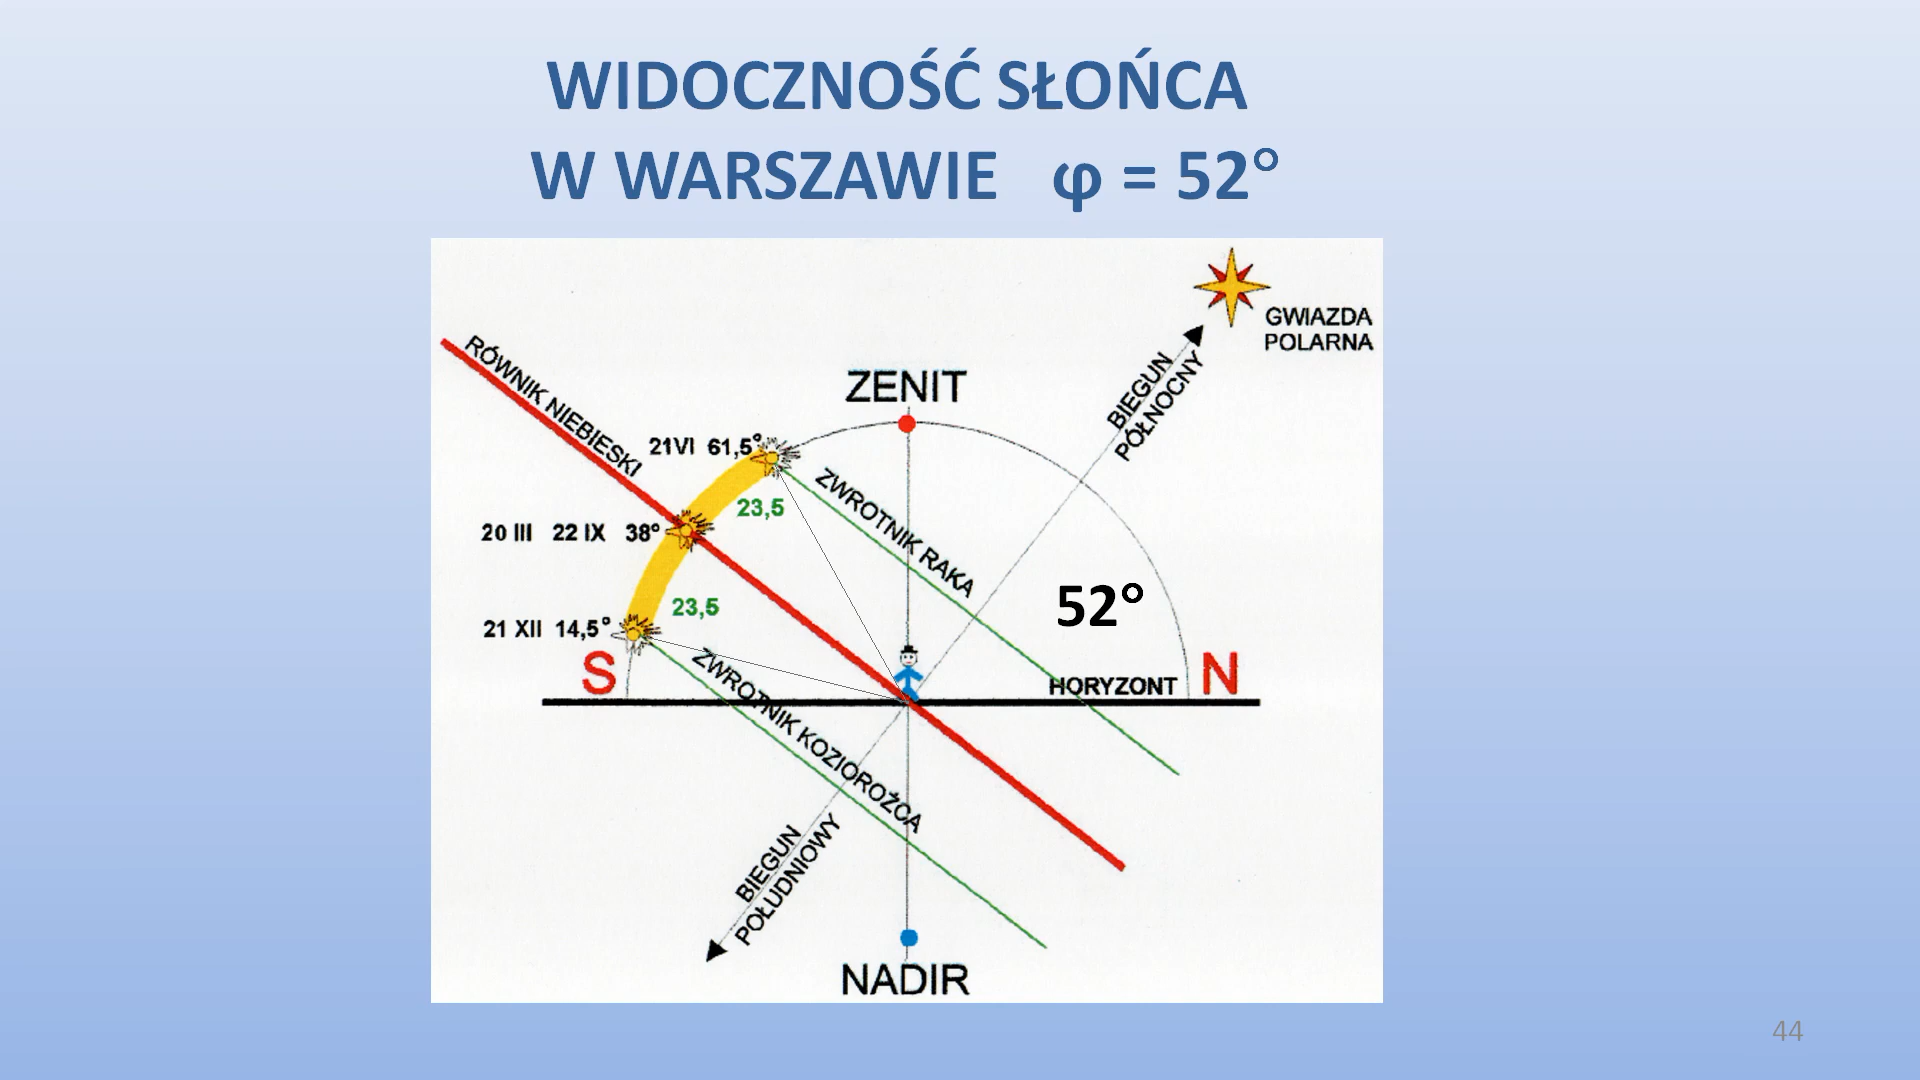 WIDOCZNOŚĆ SŁOŃCA
W WARSZAWIE φ = 52°
GWIAZDA
POLARNA
BIEGUN
PÓŁNOCNY
ZENIT
RÓWNIK NIEBIESKI
21VI 61,5°
23,5
ZWROTNIK RAKA
20 III 22 IX 38°
52°
23,5
21 XII 14,5°
S
N
HORYZONT
ZWROTNIK KOZIOROŻCA
BIEGUN
POŁUDNIOWY
NADIR
44